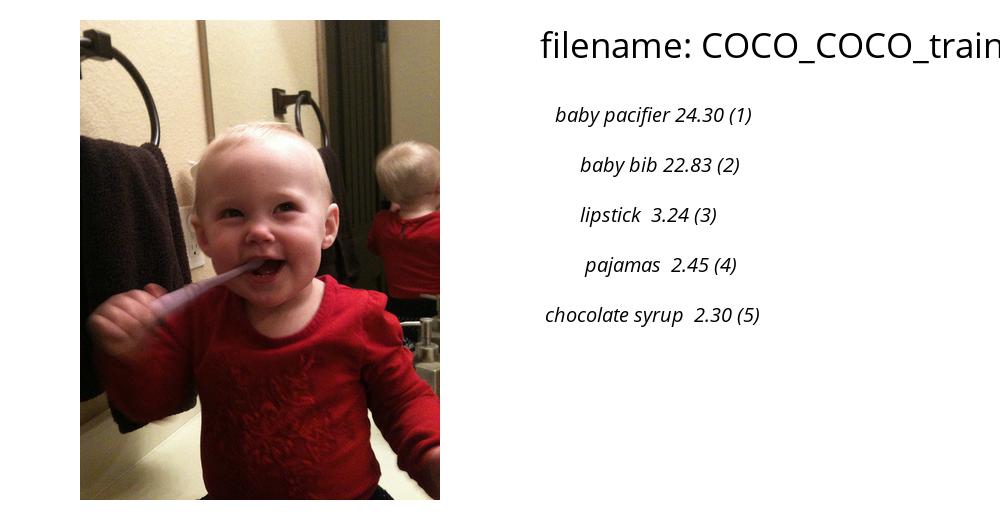 filename: COCO_COCO_train
baby pacifier 24.30 (1)
baby bib 22.83 (2)
lipstick 3.24 (3)
pajamas 2.45 (4)
chocolate syrup 2.30 (5)